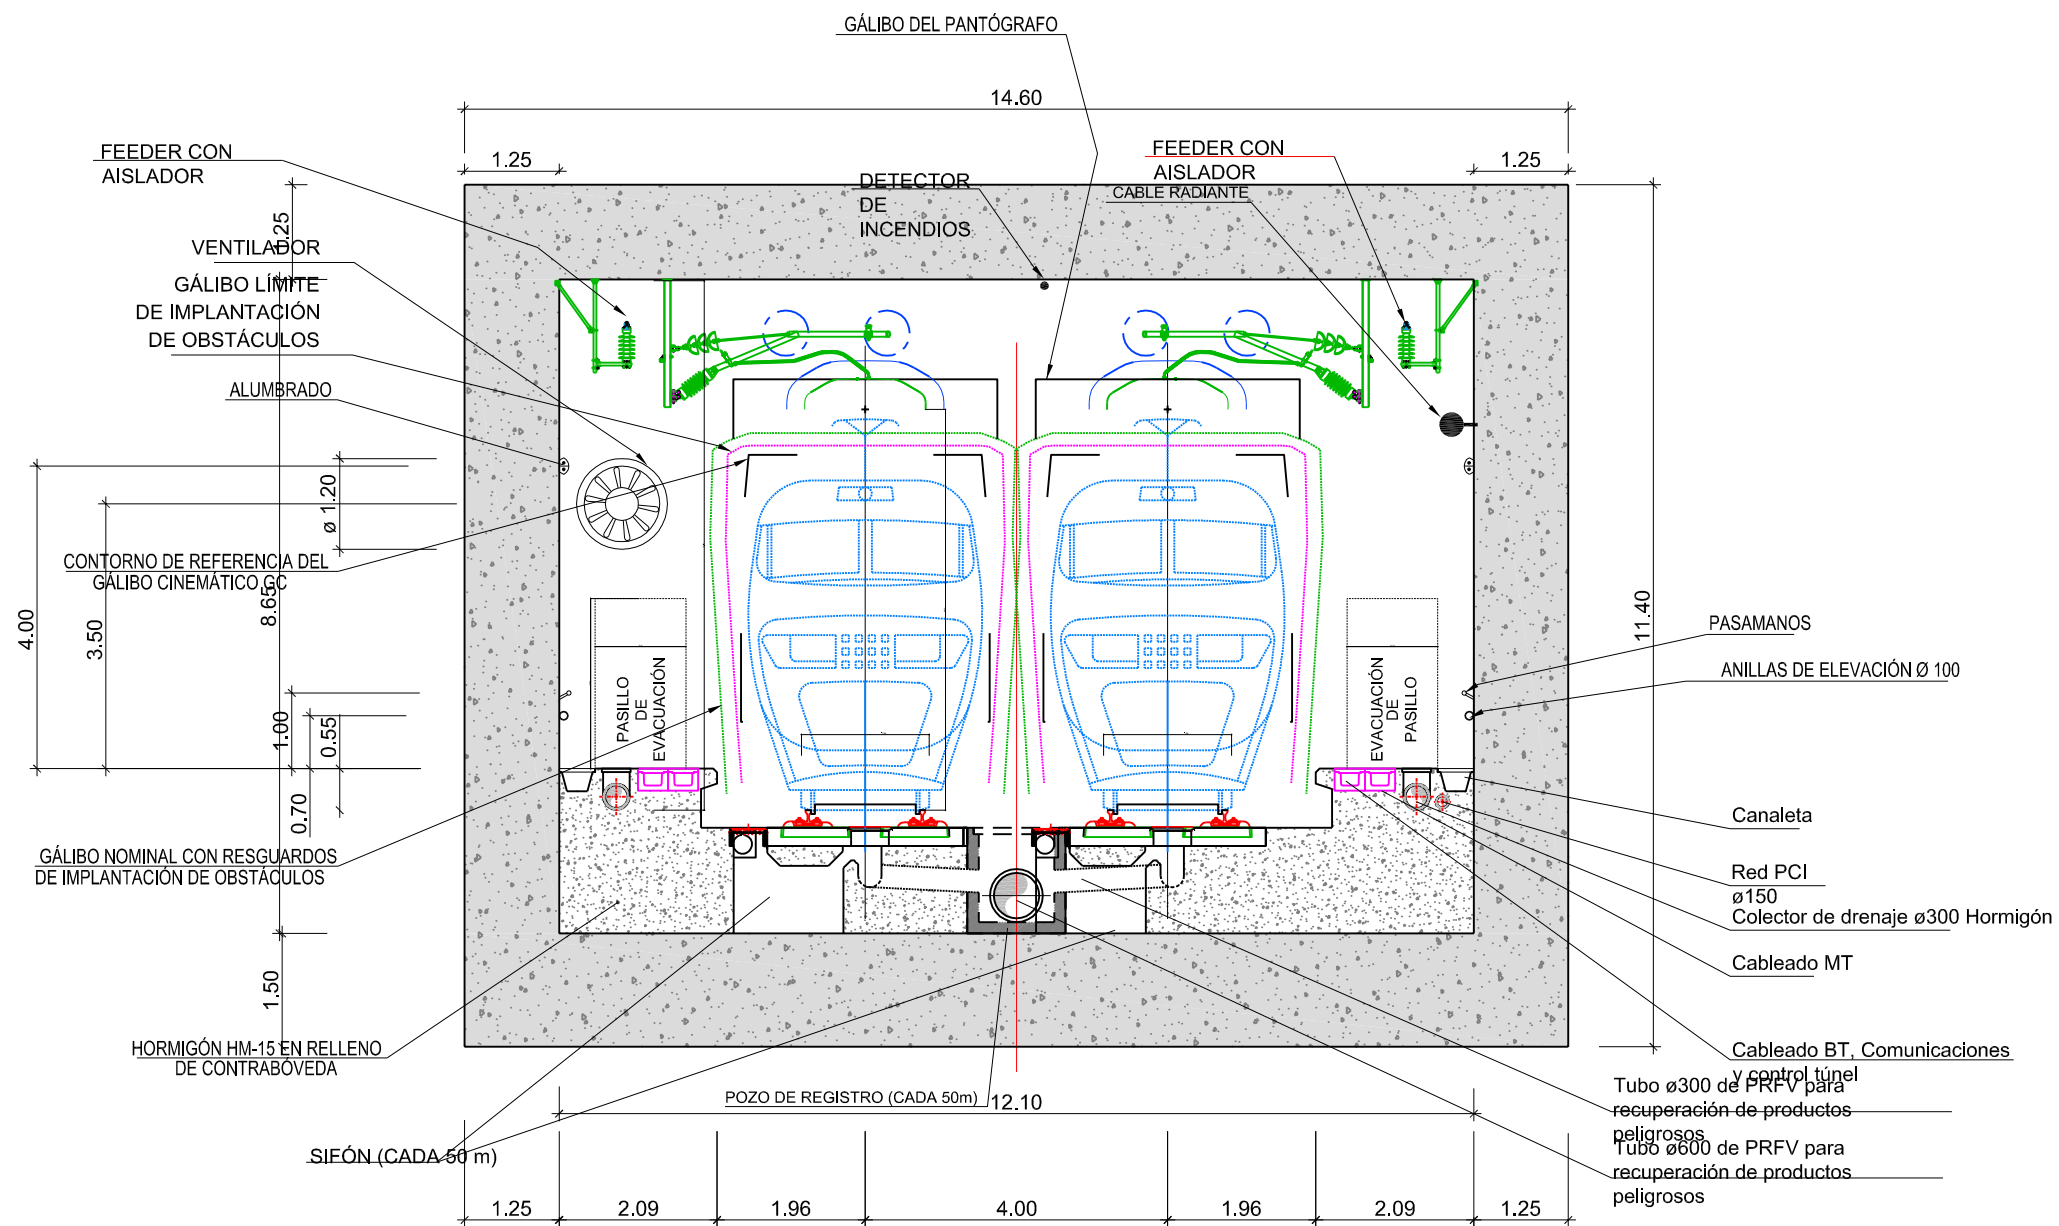 GÁLIBO DEL PANTÓGRAFO
14.60
FEEDER CON
AISLADOR
1.25
DETECTOR
DE
INCENDIOS
FEEDER CON
AISLADOR
CABLE RADIANTE
1.25
1.25
VENTILADOR
GÁLIBO LÍMITE
DE IMPLANTACIÓN
DE OBSTÁCULOS
ALUMBRADO
ø 1.20
CONTORNO DE REFERENCIA DEL
GÁLIBO CINEMÁTICO GC
4.00
3.50
8.65
1.00
0.70
0.55
11.40
PASILLO
DE
EVACUACIÓN
EVACUACIÓN
DE
PASILLO
PASAMANOS
ANILLAS DE ELEVACIÓN Ø 100
GÁLIBO NOMINAL CON RESGUARDOS
DE IMPLANTACIÓN DE OBSTÁCULOS
Canaleta
Red PCI
ø150
Colector de drenaje ø300 Hormigón
Cableado MT
1.50
HORMIGÓN HM-15 EN RELLENO
DE CONTRABÓVEDA
Cableado BT, Comunicaciones
y control túnel
POZO DE REGISTRO (CADA 50m)
12.10
Tubo ø300 de PRFV para
recuperación de productos
peligrosos
SIFÓN (CADA 50 m)
Tubo ø600 de PRFV para
recuperación de productos
peligrosos
1.25
2.09
1.96
4.00
1.96
2.09
1.25